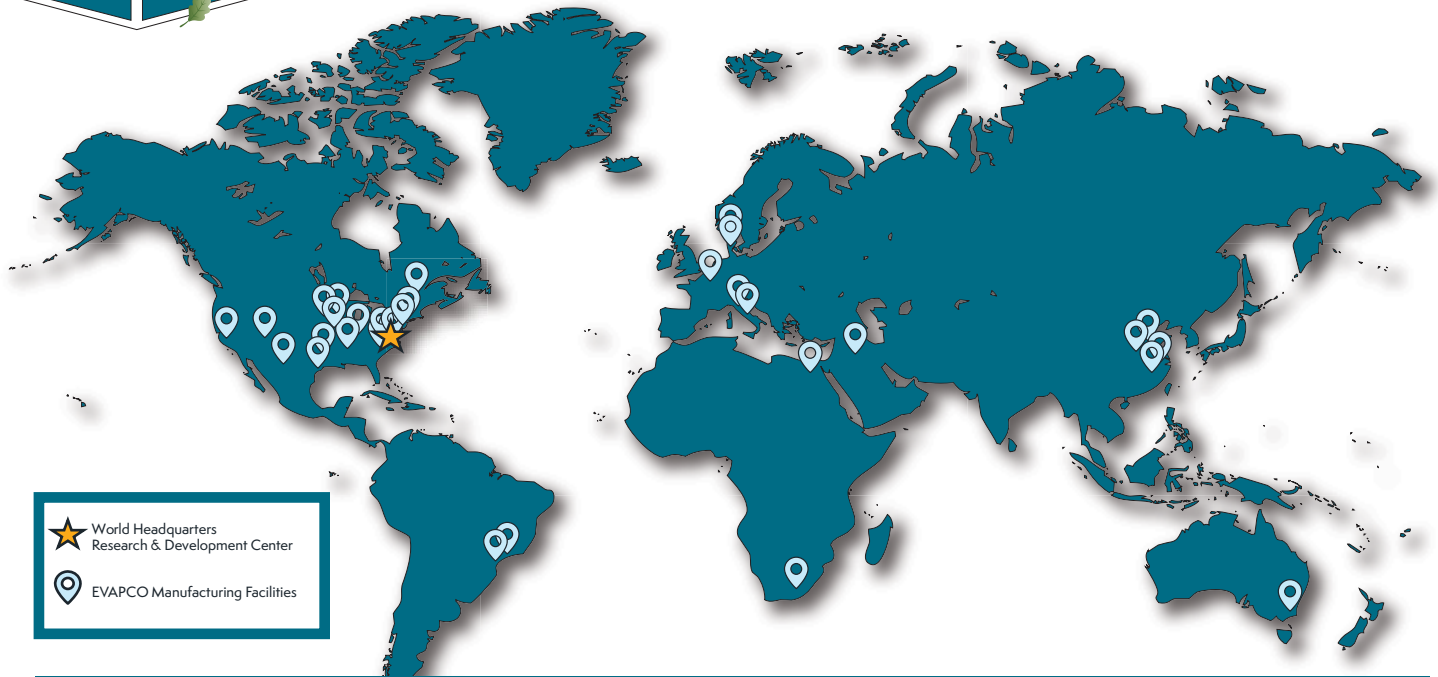 World Headquarters
Research & Development Center
EVAPCO Manufacturing Facilities